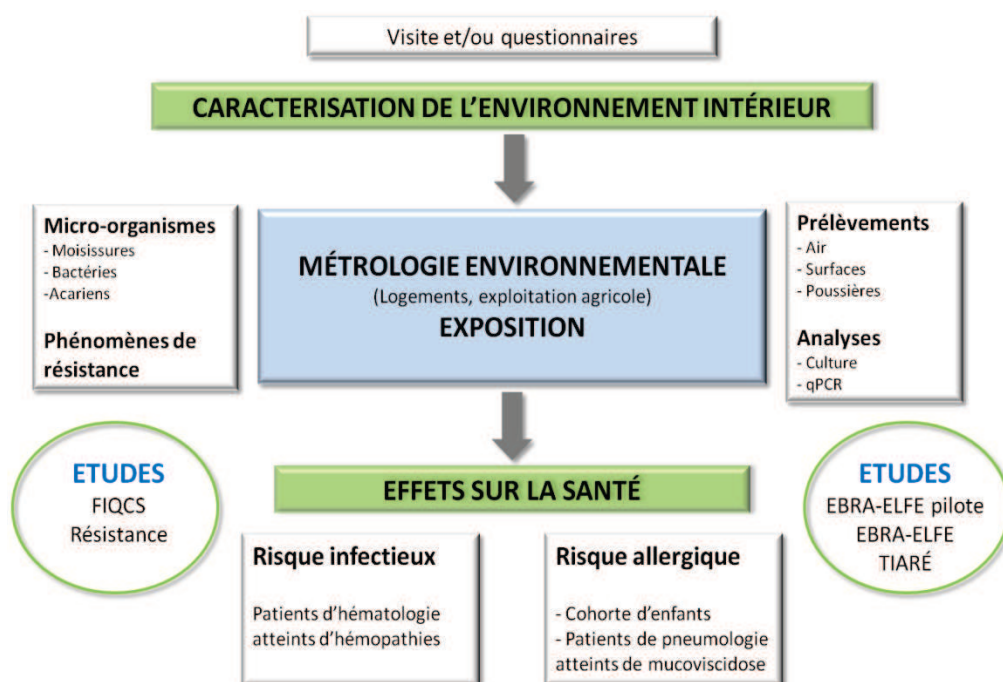 Visite et/ou questionnaires
CARACTERISATION DE L'ENVIRONNEMENT INTÉRIEUR
Micro-organismes
- Moisissures
- Bactéries
-Acariens
Phénomènes de
résistance
MÉTROLOGIE ENVIRONNEMENTALE
(Logements, exploitation agricole)
EXPOSITION
Prélèvements
- Air
- Surfaces
- Poussières
Analyses
- Culture
- qPCR
ETUDES
FIQCS
Résistance
EFFETS SUR LA SANTÉ
ETUDES
EBRA-ELFE pilote
EBRA-ELFE
TIARÉ
Risque infectieux
Patients d'hématologie
atteints d'hémopathies
Risque allergique
- Cohorte d'enfants
- Patients de pneumologie
atteints de mucoviscidose